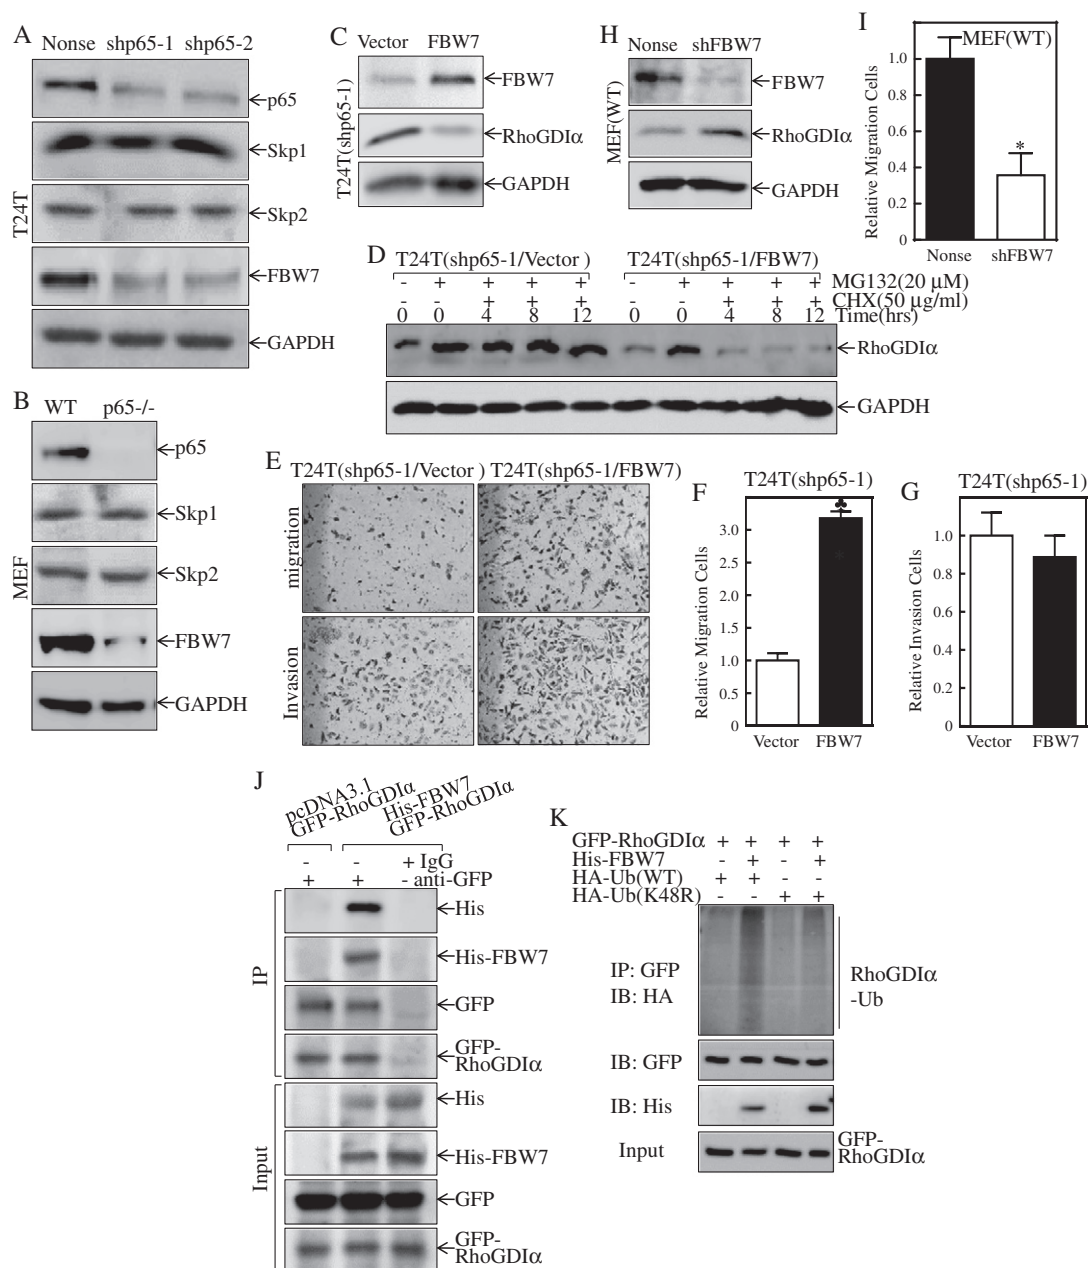 A
Nonse shp65-1 shp65-2
T24T
p65
Skp1
Skp2
FBW7
GAPDH
B
WT p65-/-
MEF
p65
Skp1
Skp2
FBW7
GAPDH
C
Vector FBW7
T24T(shp65-1)
FBW7
RhoGDIα
GAPDH
H
Nonse shFBW7
MEF(WT)
FBW7
RhoGDIα
GAPDH
I
MEF(WT)
Relative Migration Cells
1.0
0.8
0.6
0.4
0.2
0
*
Nonse shFBW7
D
T24T(shp65-1/Vector ) T24T(shp65-1/FBW7)
- + + + + - + + + + MG132(20 μM)
- - + + + - - + + + CHX(50 μg/ml)
0 0 4 8 12 0 0 4 8 12 Time(hrs)
RhoGDIα
GAPDH
E
T24T(shp65-1/Vector ) T24T(shp65-1/FBW7)
migration
Invasion
F
T24T(shp65-1)
Relative Migration Cells
3.0
2.5
2.0
1.5
1.0
0.5
0
♣
*
Vector FBW7
G
T24T(shp65-1)
Relative Invasion Cells
1.0
0.8
0.6
0.4
0.2
0
Vector FBW7
J
pcDNA3.1
GFP-RhoGDIα
His-FBW7
GFP-RhoGDIα
- - + IgG
+ + - anti-GFP
IP
His
His-FBW7
GFP
GFP-
RhoGDIα
Input
His
His-FBW7
GFP
GFP-
RhoGDIα
K
GFP-RhoGDIα + + + +
His-FBW7 - + - +
HA-Ub(WT) + + - -
HA-Ub(K48R) - - + +
IP: GFP
IB: HA
RhoGDIα
-Ub
IB: GFP
IB: His
Input
GFP-
RhoGDIα